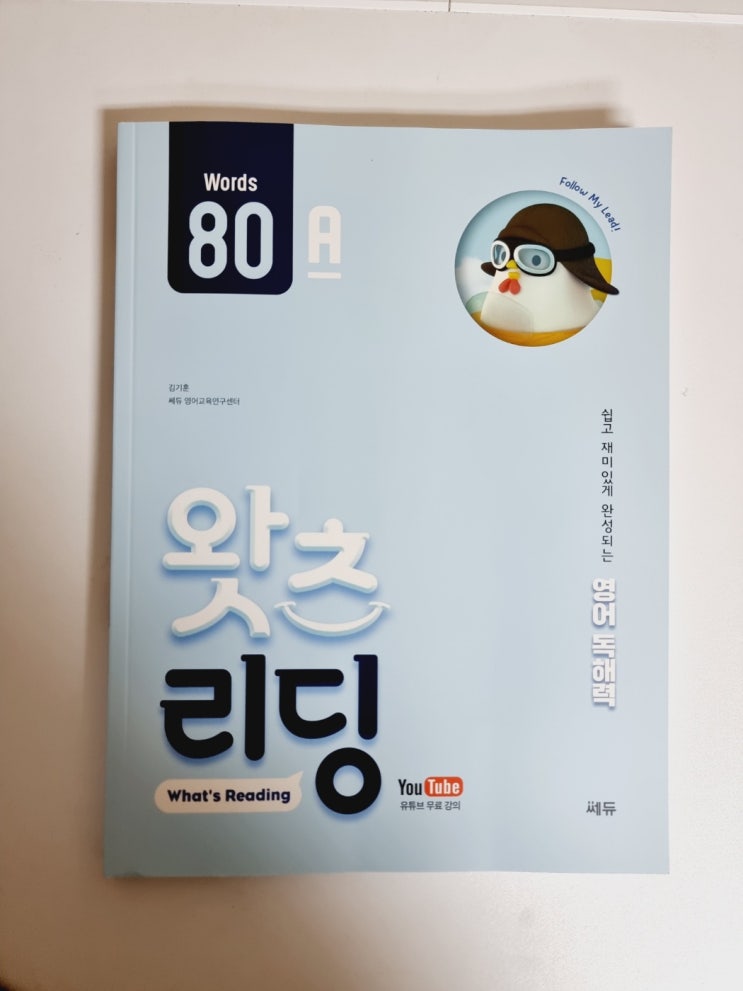 Words
80 A
Follow My Lead!
김기훈
쎄듀 영어교육연구센터
쉽고 재미있게 완성되는
영어 독해력
왓츠
리딩
What's Reading
YouTube
유튜브 무료 강의
쎄듀